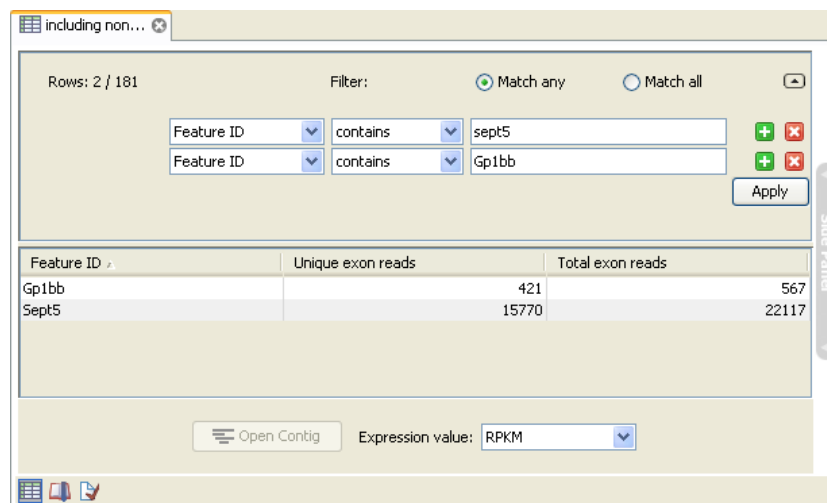 including non...
Rows: 2 / 181 Filter: Match any Match all
Feature ID contains sept5
Feature ID contains Gp1bb
Apply
Side Panel
Feature ID Unique exon reads Total exon reads
Gp1bb 421 567
Sept5 15770 22117
Open Contig Expression value: RPKM